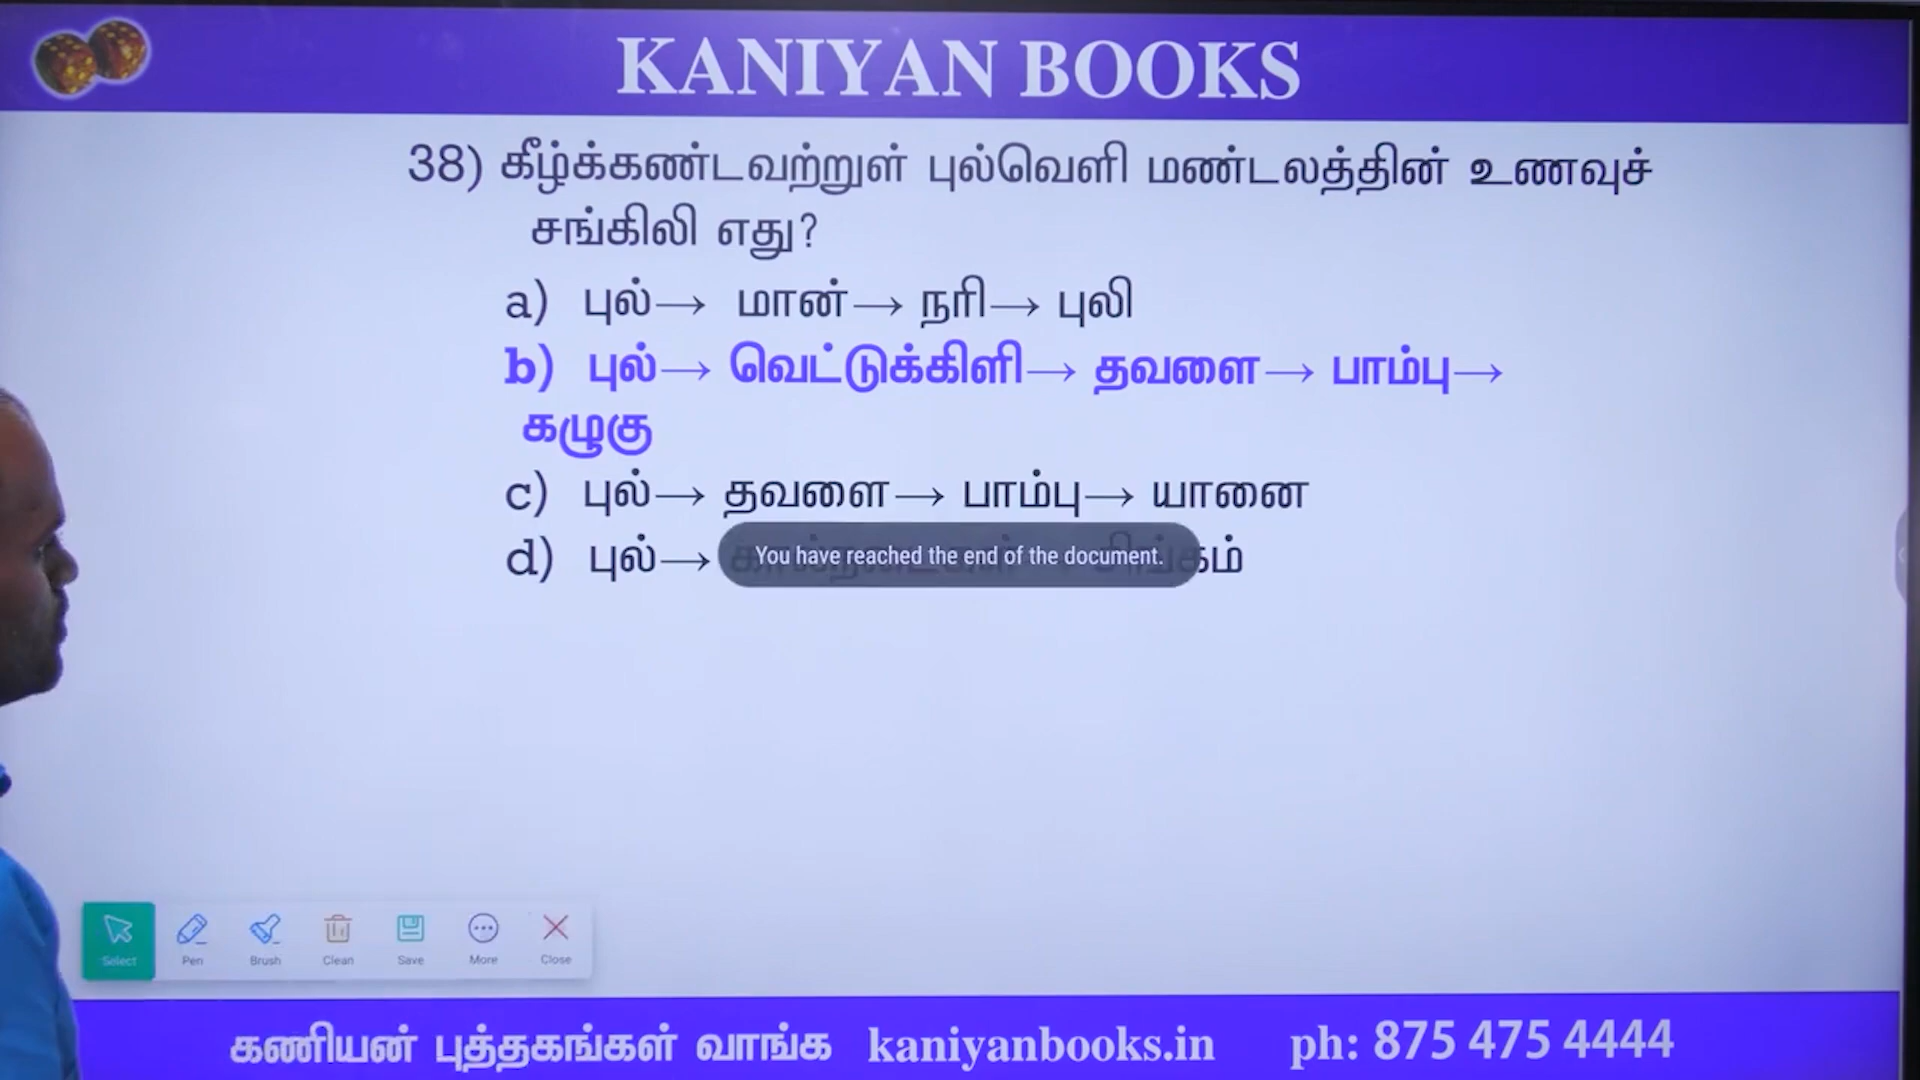 KANIYAN BOOKS
38) கீழ்க்கண்டவற்றுள் புல்வெளி மண்டலத்தின் உணவுச்
சங்கிலி எது?
a) புல்→ மான்→ நரி→ புலி
b) புல்→ வெட்டுக்கிளி→ தவளை→ பாம்பு→
கழுகு
c) புல்→ தவளை→ பாம்பு→ யானை
d) புல்→
You have reached the end of the document.
Select Pen Brush Clean Save More Close
கணியன் புத்தகங்கள் வாங்க kaniyanbooks.in ph: 875 475 4444